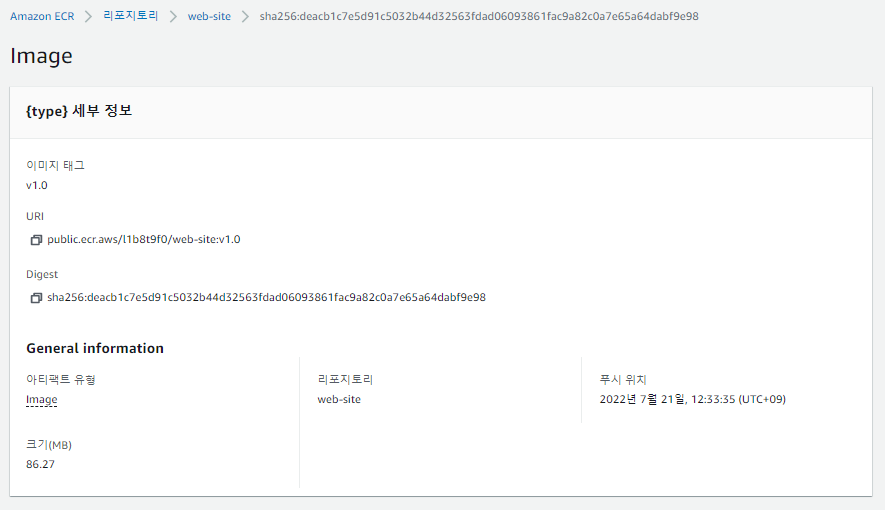 Amazon ECR > 리포지토리 > web-site > sha256:deacb1c7e5d91c5032b44d32563fdad06093861fac9a82c0a7e65a64dabf9e98
Image
{type} 세부 정보
이미지 태그
v1.0
URI
public.ecr.aws/l1b8t9f0/web-site:v1.0
Digest
sha256:deacb1c7e5d91c5032b44d32563fdad06093861fac9a82c0a7e65a64dabf9e98
General information
아티팩트 유형
Image
리포지토리
web-site
푸시 위치
2022년 7월 21일, 12:33:35 (UTC+09)
크기(MB)
86.27